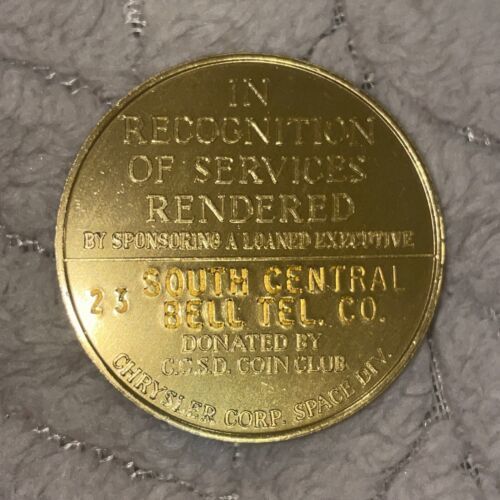 IN
RECOGNITION
OF SERVICES
RENDERED
BY SPONSORING A LOANED EXECUTIVE
23 SOUTH CENTRAL
BELL TEL. CO.
DONATED BY
C.C.S.D. COIN CLUB
CHRYSLER CORP. SPACE DIV.